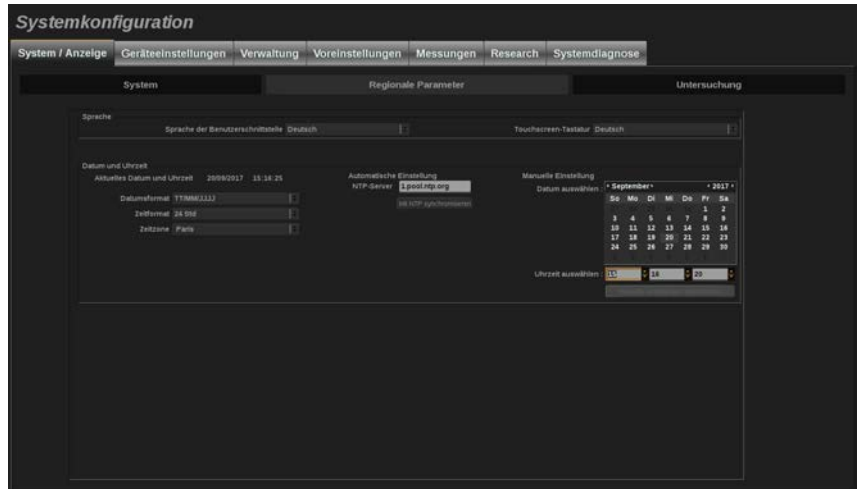 Systemkonfiguration
System / Anzeige Geräteeinstellungen Verwaltung Voreinstellungen Messungen Research Systemdiagnose
System Regionale Parameter Untersuchung
Sprache
Sprache der Benutzerschnittstelle Deutsch Touchscreen-Tastatur Deutsch
Datum und Uhrzeit
Aktuelles Datum und Uhrzeit 20/09/2017 15:16:25
Datumsformat TT/MM/JJJJ
Zeitformat 24 Std
Zeitzone Paris
Automatische Einstellung
NTP-Server 1.pool.ntp.org
Mit NTP synchronisieren
Manuelle Einstellung
Datum auswählen : September 2017
So Mo Di Mi Do Fr Sa
1 2
3 4 5 6 7 8 9
10 11 12 13 14 15 16
17 18 19 20 21 22 23
24 25 26 27 28 29 30
Uhrzeit auswählen : 15 16 20